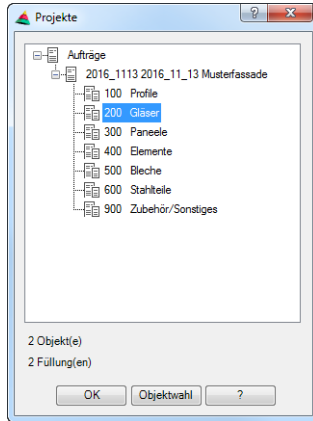 Projekte
Aufträge
2016_1113 2016_11_13 Musterfassade
100 Profile
200 Gläser
300 Paneele
400 Elemente
500 Bleche
600 Stahlteile
900 Zubehör/Sonstiges
2 Objekt(e)
2 Füllung(en)
OK Objektwahl ?